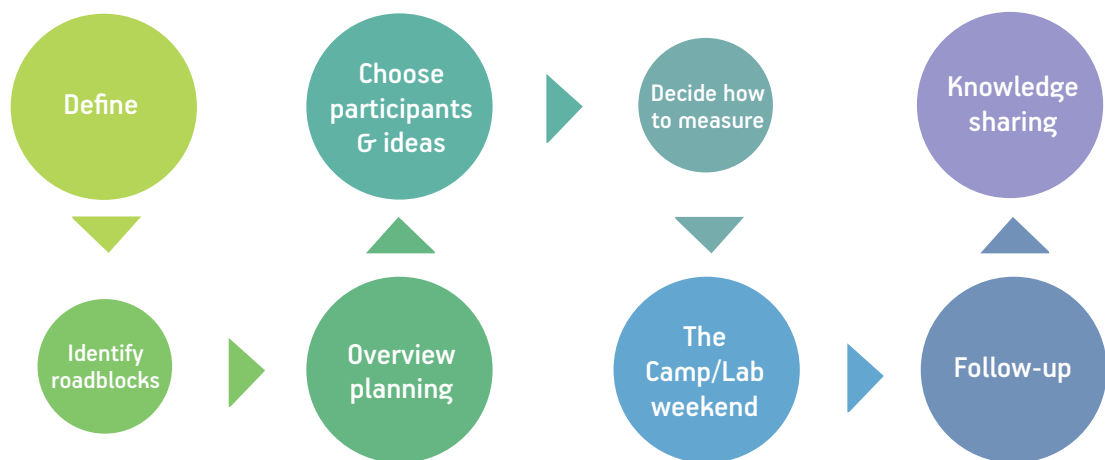 Define
Identify
roadblocks
Overview
planning
Choose
participants
& ideas
Decide how
to measure
The
Camp/Lab
weekend
Follow-up
Knowledge
sharing